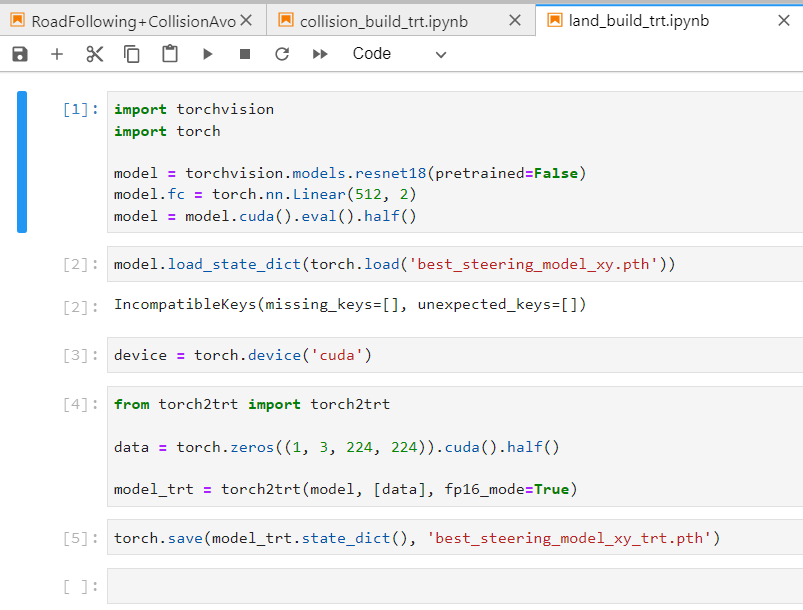 RoadFollowing+CollisionAvo
collision_build_trt.ipynb
land_build_trt.ipynb
Code
[1]:
import torchvision
import torch
model = torchvision.models.resnet18(pretrained=False)
model.fc = torch.nn.Linear(512, 2)
model = model.cuda().eval().half()
[2]:
model.load_state_dict(torch.load('best_steering_model_xy.pth'))
[2]:
IncompatibleKeys(missing_keys=[], unexpected_keys=[])
[3]:
device = torch.device('cuda')
[4]:
from torch2trt import torch2trt
data = torch.zeros((1, 3, 224, 224)).cuda().half()
model_trt = torch2trt(model, [data], fp16_mode=True)
[5]:
torch.save(model_trt.state_dict(), 'best_steering_model_xy_trt.pth')
[ ]: